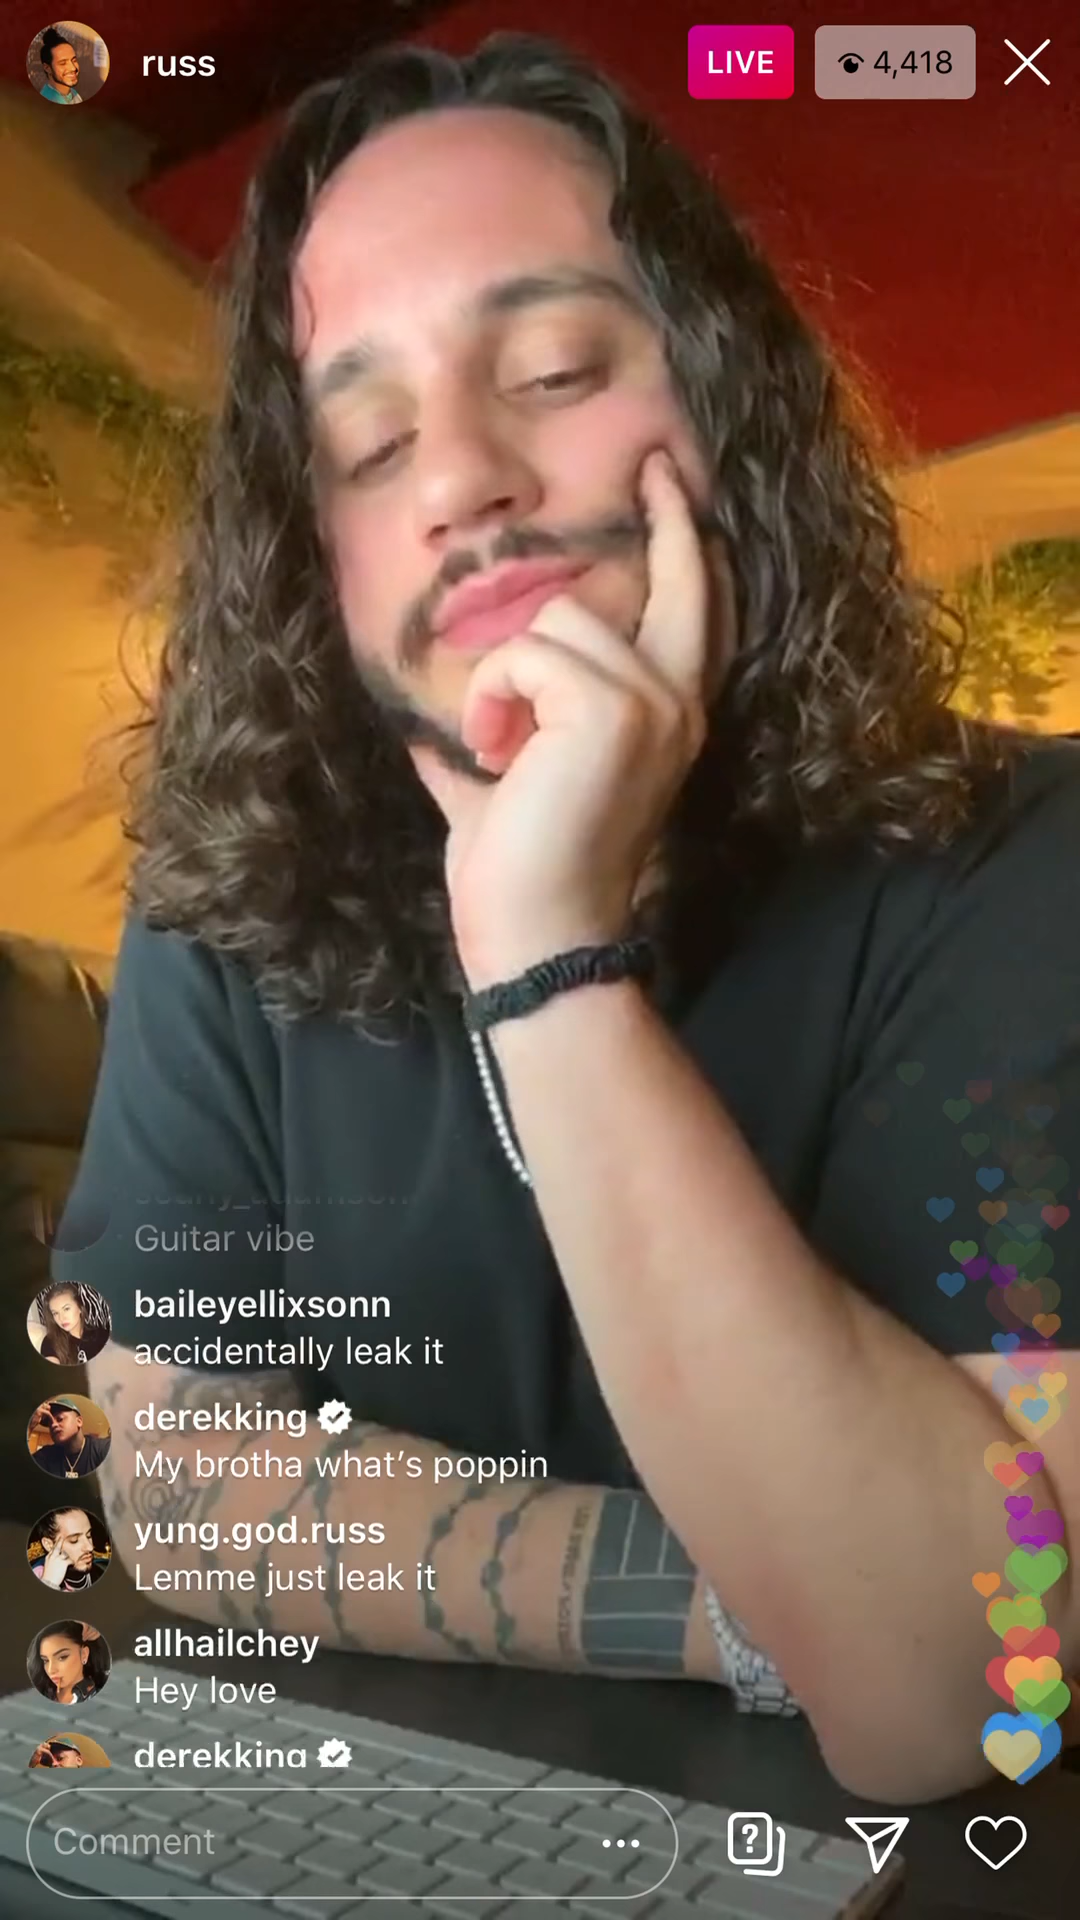 russ
LIVE
4,418
Guitar vibe
baileyellixsonn
accidentally leak it
derekking
My brotha what's poppin
yung.god.russ
Lemme just leak it
allhailchey
Hey love
derekking
Comment